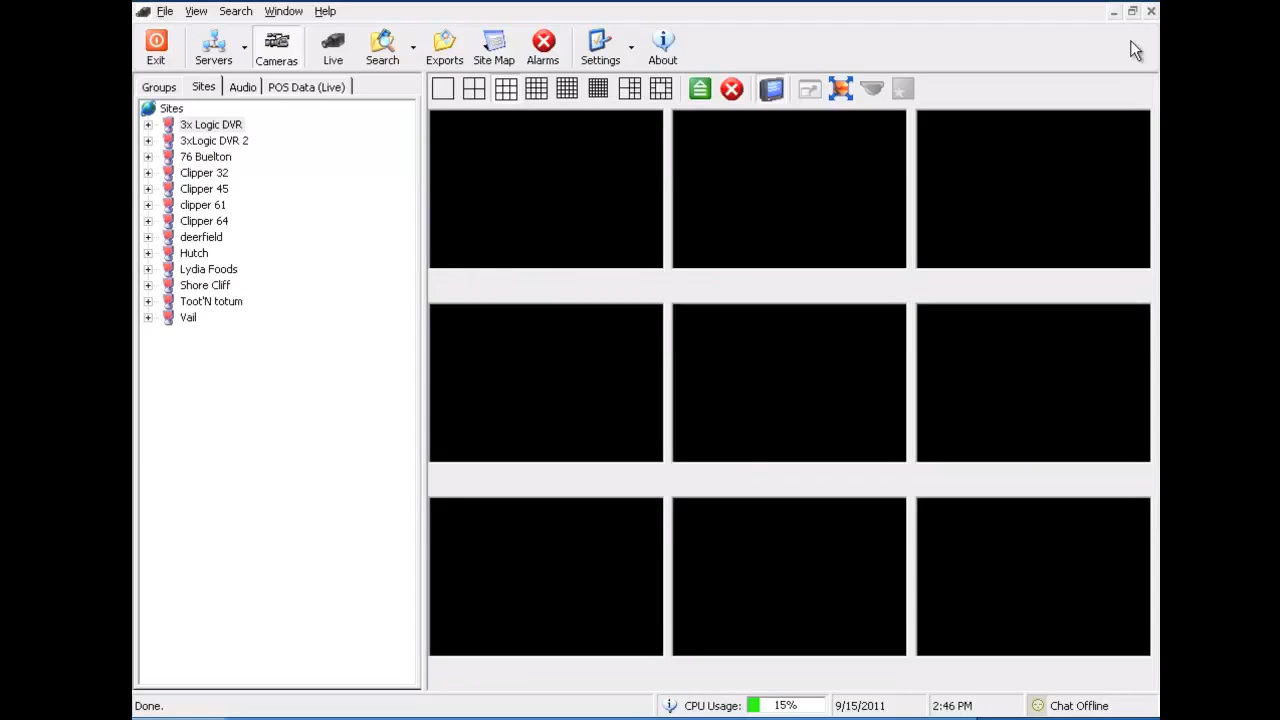 File View Search Window Help
Exit Servers Cameras Live Search Exports Site Map Alarms Settings About
Groups Sites Audio POS Data (Live)
Sites
3x Logic DVR
3xLogic DVR 2
76 Buelton
Clipper 32
Clipper 45
clipper 61
Clipper 64
deerfield
Hutch
Lydia Foods
Shore Cliff
Toot'N totum
Vail
Done. CPU Usage: 15% 9/15/2011 2:46 PM Chat Offline